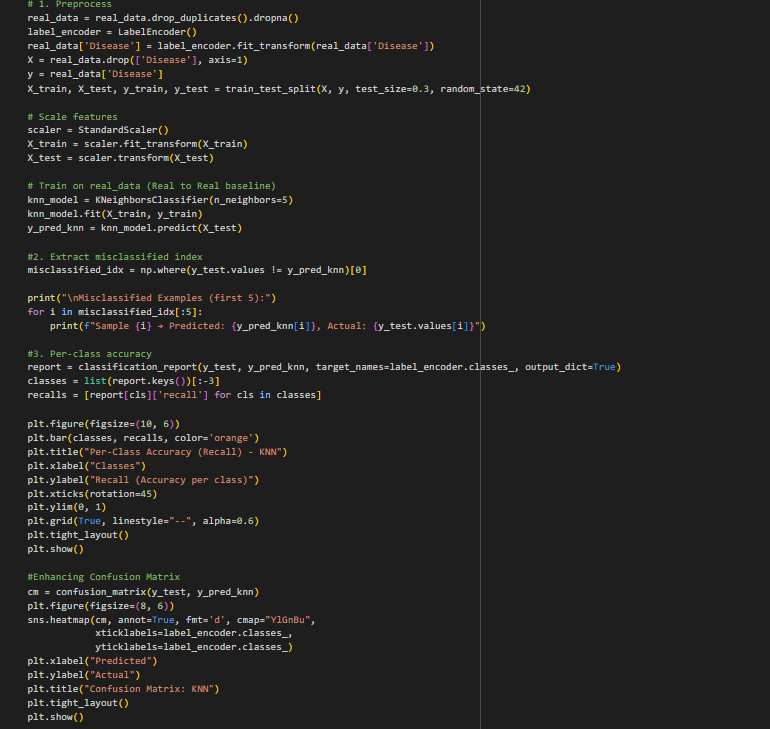 # 1. Preprocess
real_data = real_data.drop_duplicates().dropna()
label_encoder = LabelEncoder()
real_data['Disease'] = label_encoder.fit_transform(real_data['Disease'])
X = real_data.drop(['Disease'], axis=1)
y = real_data['Disease']
X_train, X_test, y_train, y_test = train_test_split(X, y, test_size=0.3, random_state=42)

# Scale features
scaler = StandardScaler()
X_train = scaler.fit_transform(X_train)
X_test = scaler.transform(X_test)

# Train on real_data (Real to Real baseline)
knn_model = KNeighborsClassifier(n_neighbors=5)
knn_model.fit(X_train, y_train)
y_pred_knn = knn_model.predict(X_test)

#2. Extract misclassified index
misclassified_idx = np.where(y_test.values != y_pred_knn)[0]

print("\nMisclassified Examples (first 5):")
for i in misclassified_idx[:5]:
    print(f"Sample {i} → Predicted: {y_pred_knn[i]}, Actual: {y_test.values[i]}")

#3. Per-class accuracy
report = classification_report(y_test, y_pred_knn, target_names=label_encoder.classes_, output_dict=True)
classes = list(report.keys())[:-3]
recalls = [report[cls]['recall'] for cls in classes]

plt.figure(figsize=(10, 6))
plt.bar(classes, recalls, color='orange')
plt.title("Per-Class Accuracy (Recall) - KNN")
plt.xlabel("Classes")
plt.ylabel("Recall (Accuracy per class)")
plt.xticks(rotation=45)
plt.ylim(0, 1)
plt.grid(True, linestyle="--", alpha=0.6)
plt.tight_layout()
plt.show()

#Enhancing Confusion Matrix
cm = confusion_matrix(y_test, y_pred_knn)
plt.figure(figsize=(8, 6))
sns.heatmap(cm, annot=True, fmt='d', cmap="YlGnBu",
            xticklabels=label_encoder.classes_,
            yticklabels=label_encoder.classes_)
plt.xlabel("Predicted")
plt.ylabel("Actual")
plt.title("Confusion Matrix: KNN")
plt.tight_layout()
plt.show()